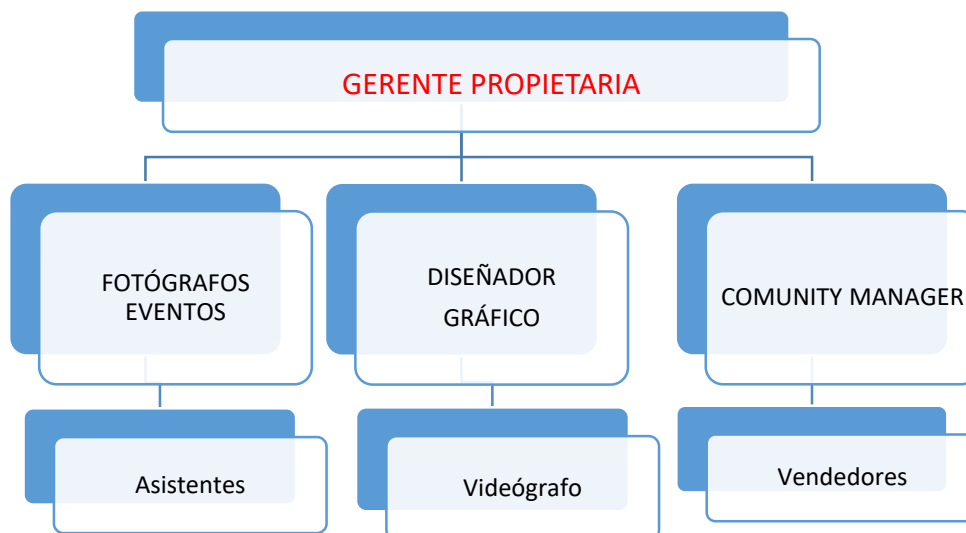 GERENTE PROPIETARIA
FOTÓGRAFOS
EVENTOS
DISEÑADOR
GRÁFICO
COMUNITY MANAGER
Asistentes
Videógrafo
Vendedores